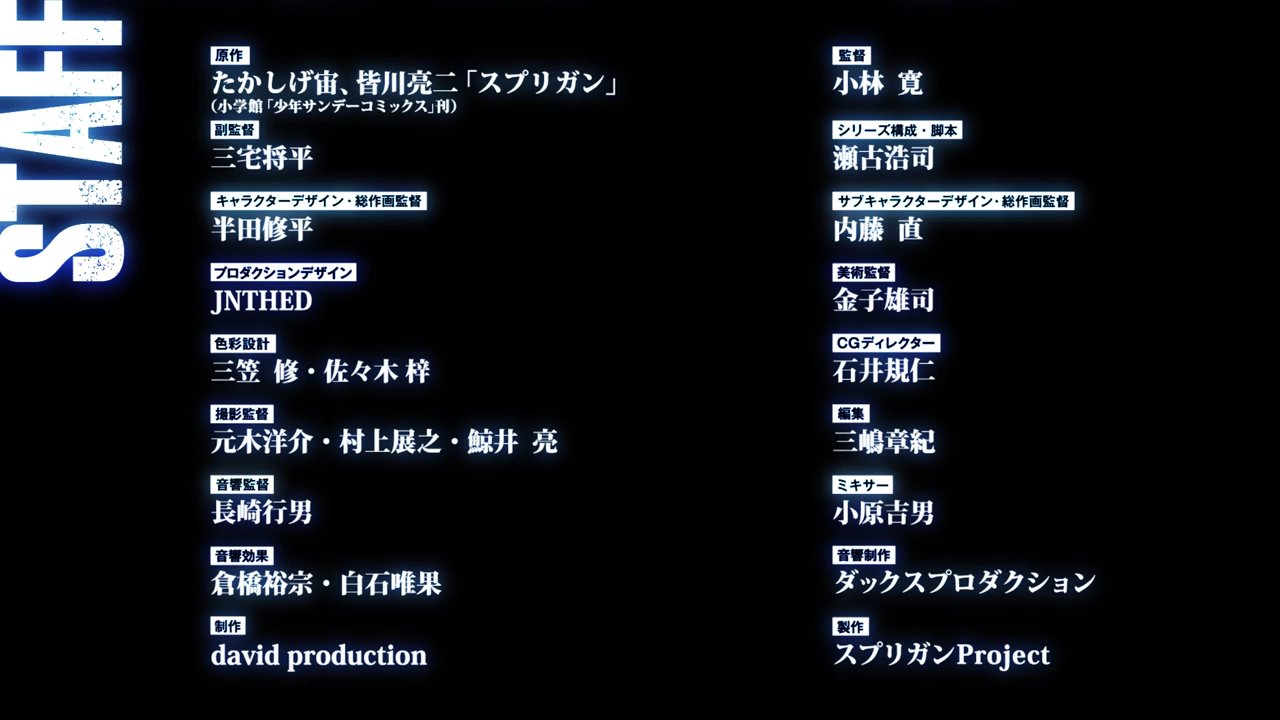 STAFF
原作
たかしげ宙、皆川亮二「スプリガン」
(小学館「少年サンデーコミックス」刊)
副監督
三宅将平
キャラクターデザイン・総作画監督
半田修平
プロダクションデザイン
JNTHED
色彩設計
三笠 修・佐々木 梓
撮影監督
元木洋介・村上展之・鯨井 亮
音響監督
長崎行男
音響効果
倉橋裕宗・白石唯果
制作
david production
監督
小林 寛
シリーズ構成・脚本
瀬古浩司
サブキャラクターデザイン・総作画監督
内藤 直
美術監督
金子雄司
CGディレクター
石井規仁
編集
三嶋章紀
ミキサー
小原吉男
音響制作
ダックスプロダクション
製作
スプリガンProject